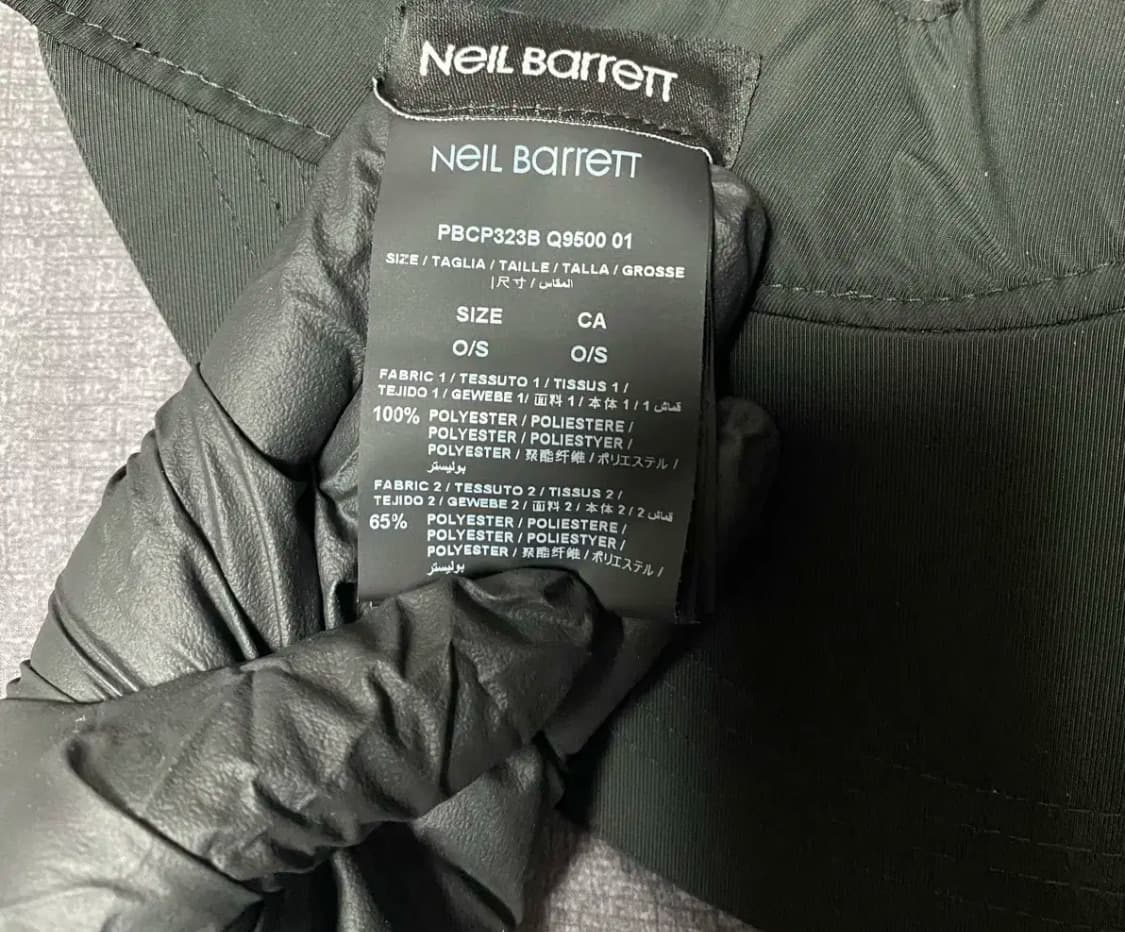 NEIL BARRETT
NEIL BARRETT
PBCP323B Q9500 01
SIZE / TAGLIA / TAILLE / TALLA / GROSSE
|尺寸 / المقاس
SIZE CA
O/S O/S
FABRIC 1 / TESSUTO 1 / TISSUS 1 /
TEJIDO 1 / GEWEBE 1/ 面料 1 / 本体 1 / 1 قماش
100% POLYESTER / POLIESTERE /
POLYESTER / POLIESTYER /
POLYESTER / 聚酯纤维 / ポリエステル /
بوليستر
FABRIC 2 / TESSUTO 2 / TISSUS 2 /
TEJIDO 2 / GEWEBE 2 / 面料 2 / 本体 2 / 2 قماش
65% POLYESTER / POLIESTERE /
POLYESTER / POLIESTYER /
POLYESTER / 聚酯纤维 / ポリエステル /
بوليستر